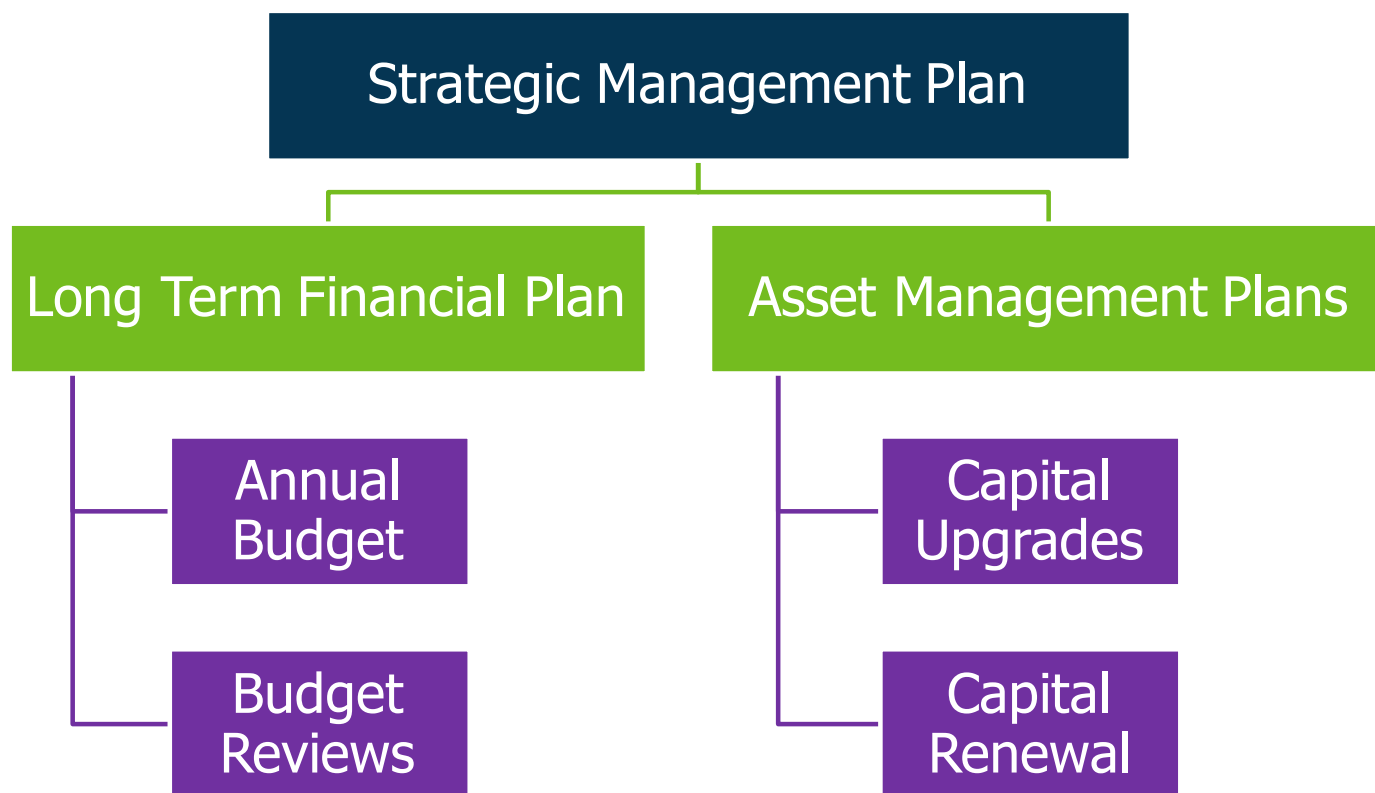 Strategic Management Plan
Long Term Financial Plan
Asset Management Plans
Annual
Budget
Capital
Upgrades
Budget
Reviews
Capital
Renewal